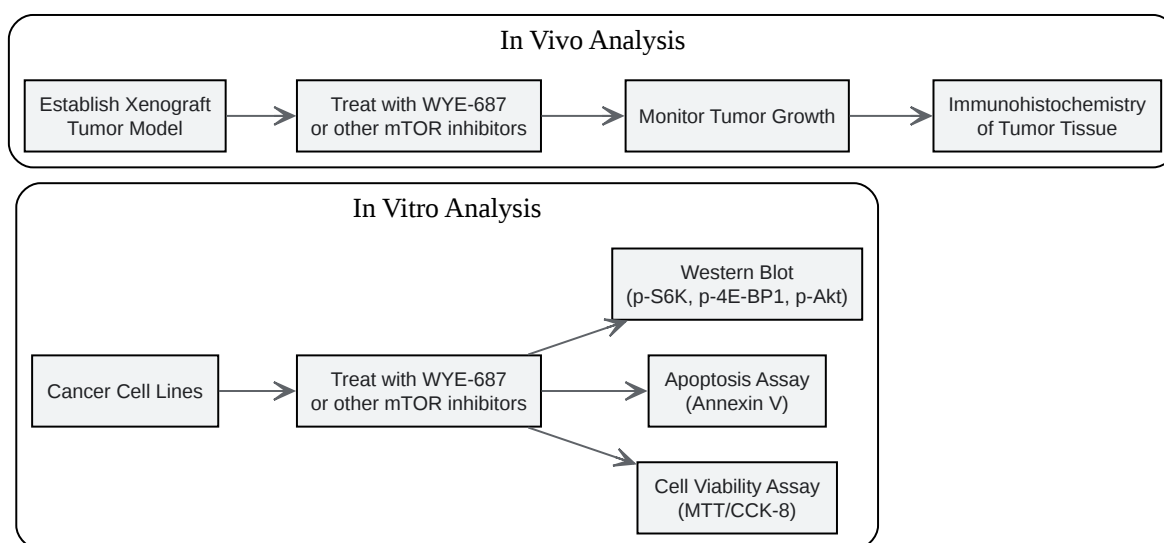 In Vivo Analysis
Establish Xenograft
Tumor Model
Treat with WYE-687
or other mTOR inhibitors
Monitor Tumor Growth
Immunohistochemistry
of Tumor Tissue
In Vitro Analysis
Cancer Cell Lines
Treat with WYE-687
or other mTOR inhibitors
Western Blot
(p-S6K, p-4E-BP1, p-Akt)
Apoptosis Assay
(Annexin V)
Cell Viability Assay
(MTT/CCK-8)